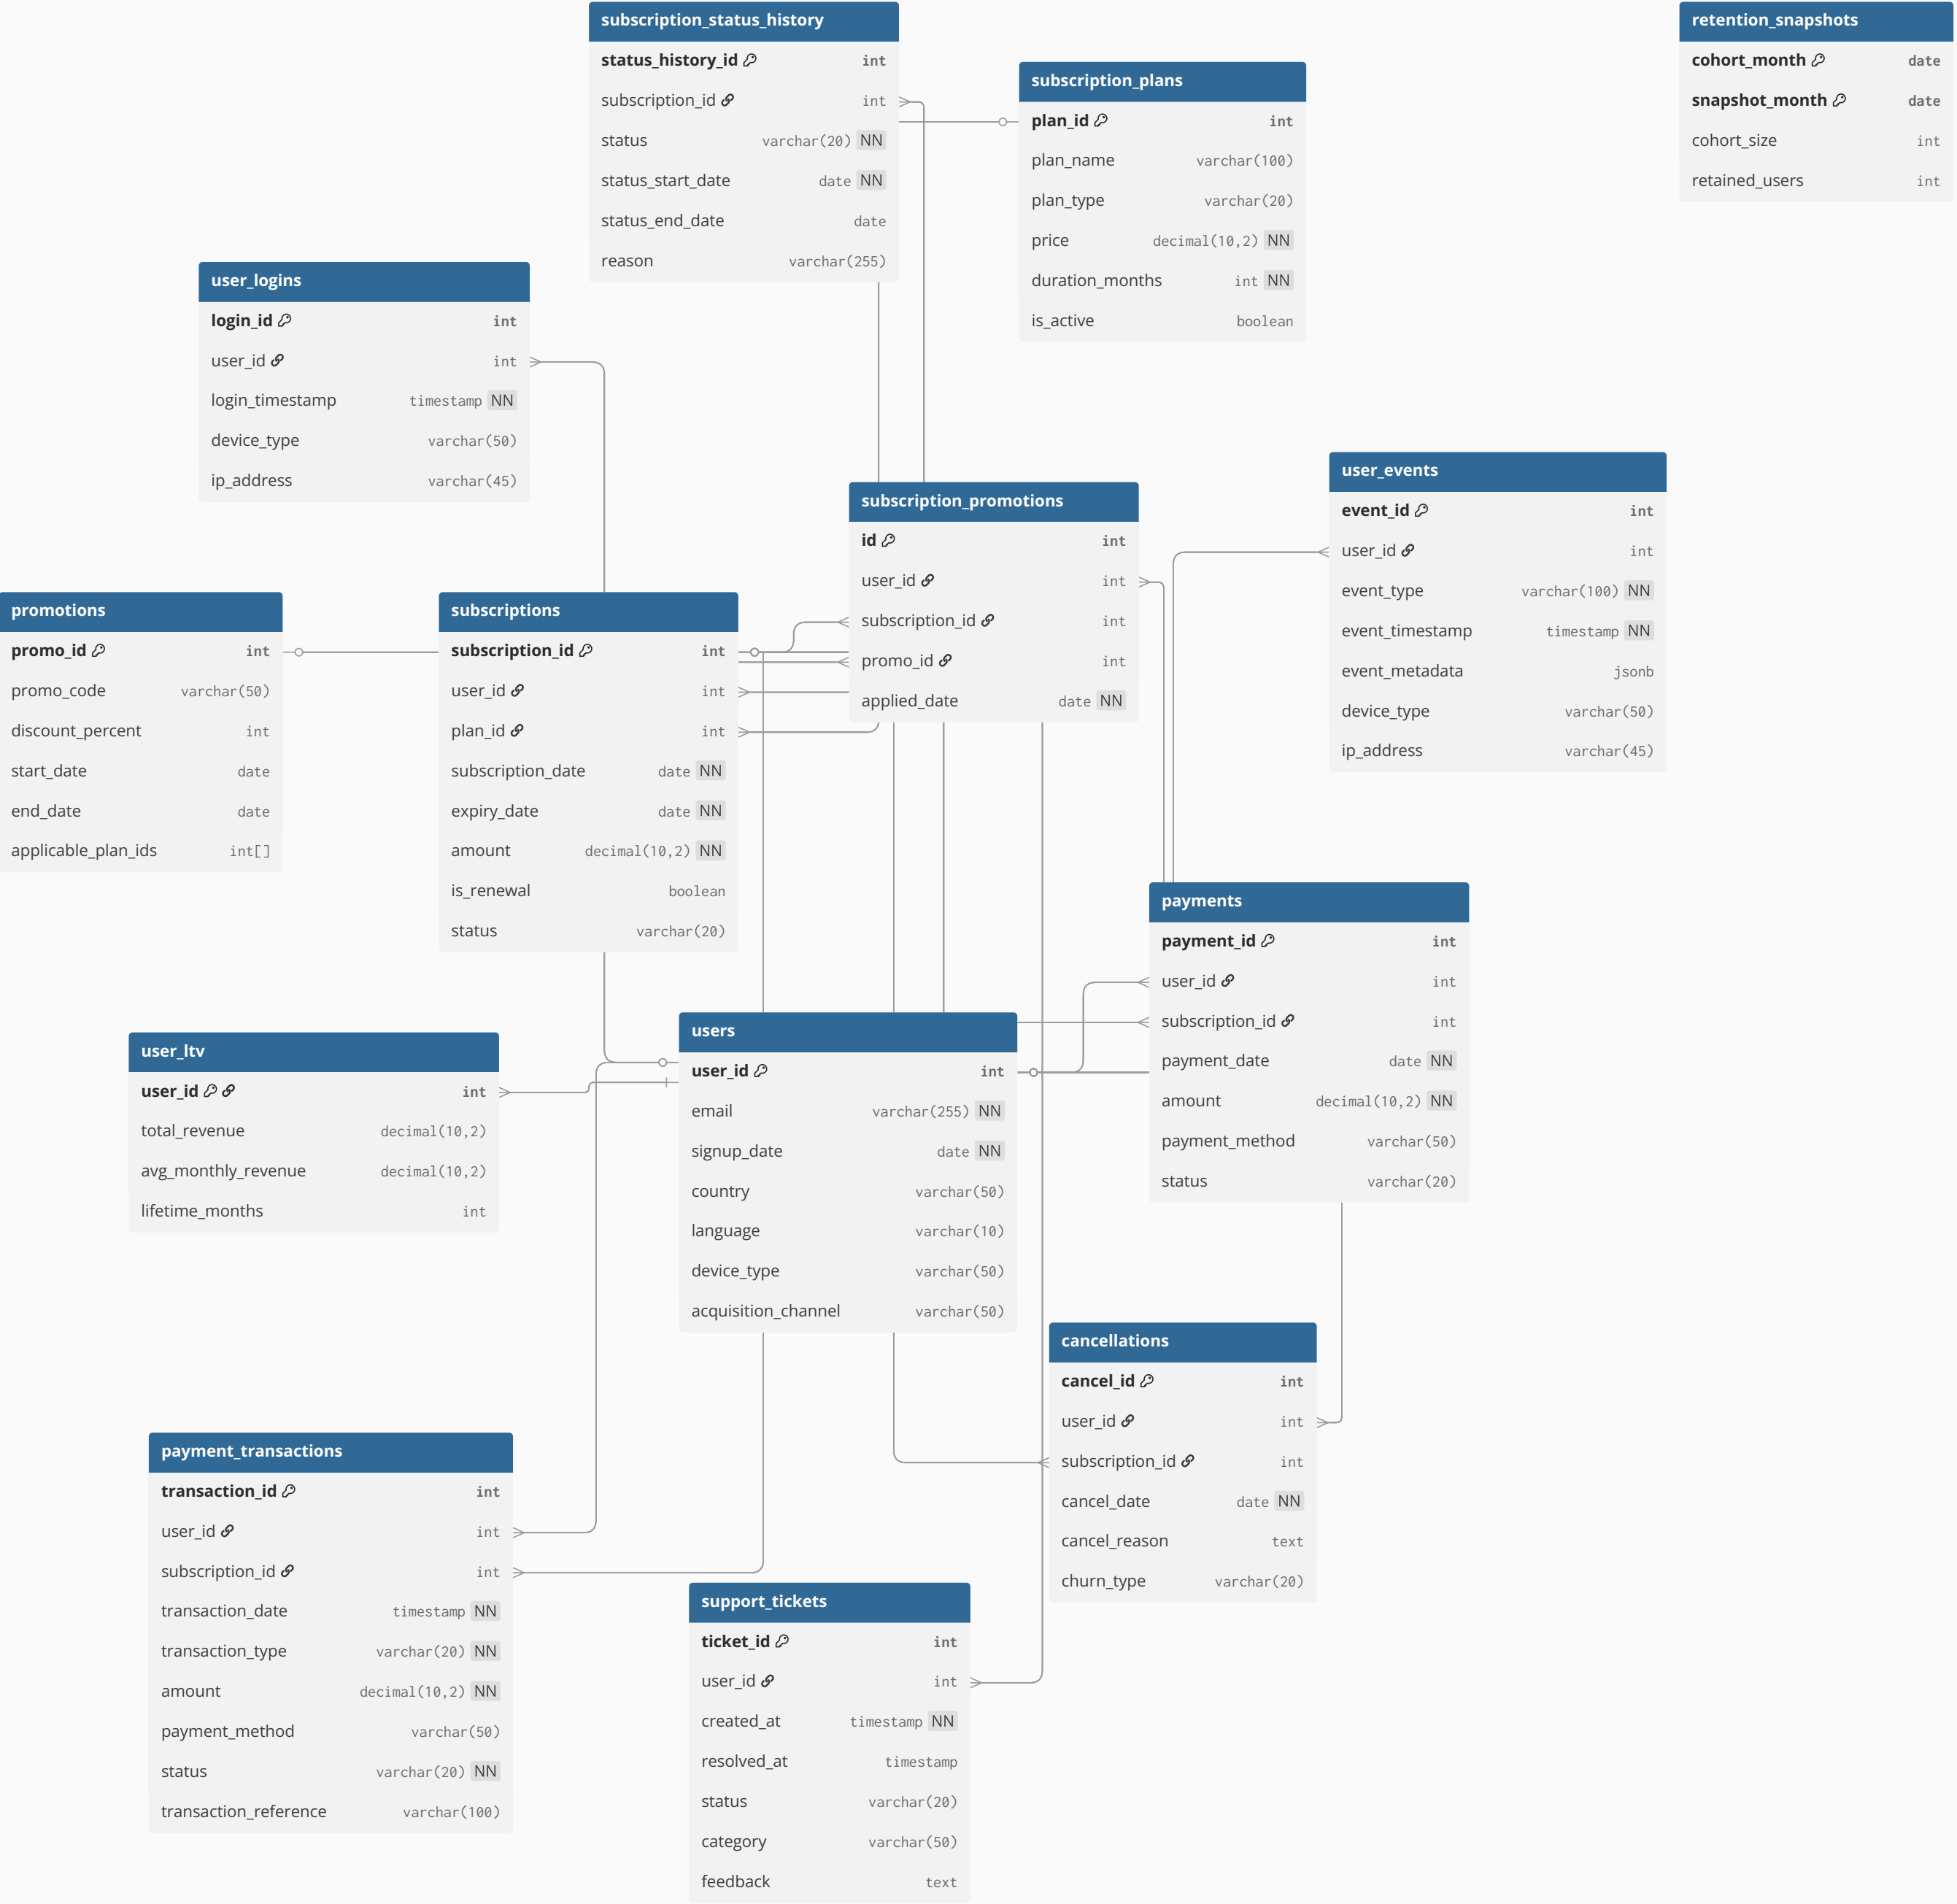 subscription_status_history
status_history_id int
subscription_id int
status varchar(20) NN
status_start_date date NN
status_end_date date
reason varchar(255)
subscription_plans
plan_id int
plan_name varchar(100)
plan_type varchar(20)
price decimal(10,2) NN
duration_months int NN
is_active boolean
retention_snapshots
cohort_month date
snapshot_month date
cohort_size int
retained_users int
user_logins
login_id int
user_id int
login_timestamp timestamp NN
device_type varchar(50)
ip_address varchar(45)
subscription_promotions
id int
user_id int
subscription_id int
promo_id int
applied_date date NN
user_events
event_id int
user_id int
event_type varchar(100) NN
event_timestamp timestamp NN
event_metadata jsonb
device_type varchar(50)
ip_address varchar(45)
promotions
promo_id int
promo_code varchar(50)
discount_percent int
start_date date
end_date date
applicable_plan_ids int[]
subscriptions
subscription_id int
user_id int
plan_id int
subscription_date date NN
expiry_date date NN
amount decimal(10,2) NN
is_renewal boolean
status varchar(20)
payments
payment_id int
user_id int
subscription_id int
payment_date date NN
amount decimal(10,2) NN
payment_method varchar(50)
status varchar(20)
user_ltv
user_id int
total_revenue decimal(10,2)
avg_monthly_revenue decimal(10,2)
lifetime_months int
users
user_id int
email varchar(255) NN
signup_date date NN
country varchar(50)
language varchar(10)
device_type varchar(50)
acquisition_channel varchar(50)
cancellations
cancel_id int
user_id int
subscription_id int
cancel_date date NN
cancel_reason text
churn_type varchar(20)
payment_transactions
transaction_id int
user_id int
subscription_id int
transaction_date timestamp NN
transaction_type varchar(20) NN
amount decimal(10,2) NN
payment_method varchar(50)
status varchar(20) NN
transaction_reference varchar(100)
support_tickets
ticket_id int
user_id int
created_at timestamp NN
resolved_at timestamp
status varchar(20)
category varchar(50)
feedback text